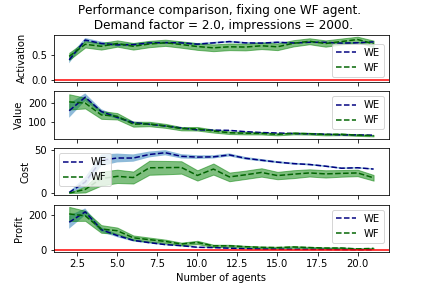 Performance comparison, fixing one WF agent.
Demand factor = 2.0, impressions = 2000.
Activation
0.5
0.0
WE
WF
Value
200
100
WE
WF
Cost
50
0
WE
WF
Profit
200
0
WE
WF
2.5 5.0 7.5 10.0 12.5 15.0 17.5 20.0
Number of agents